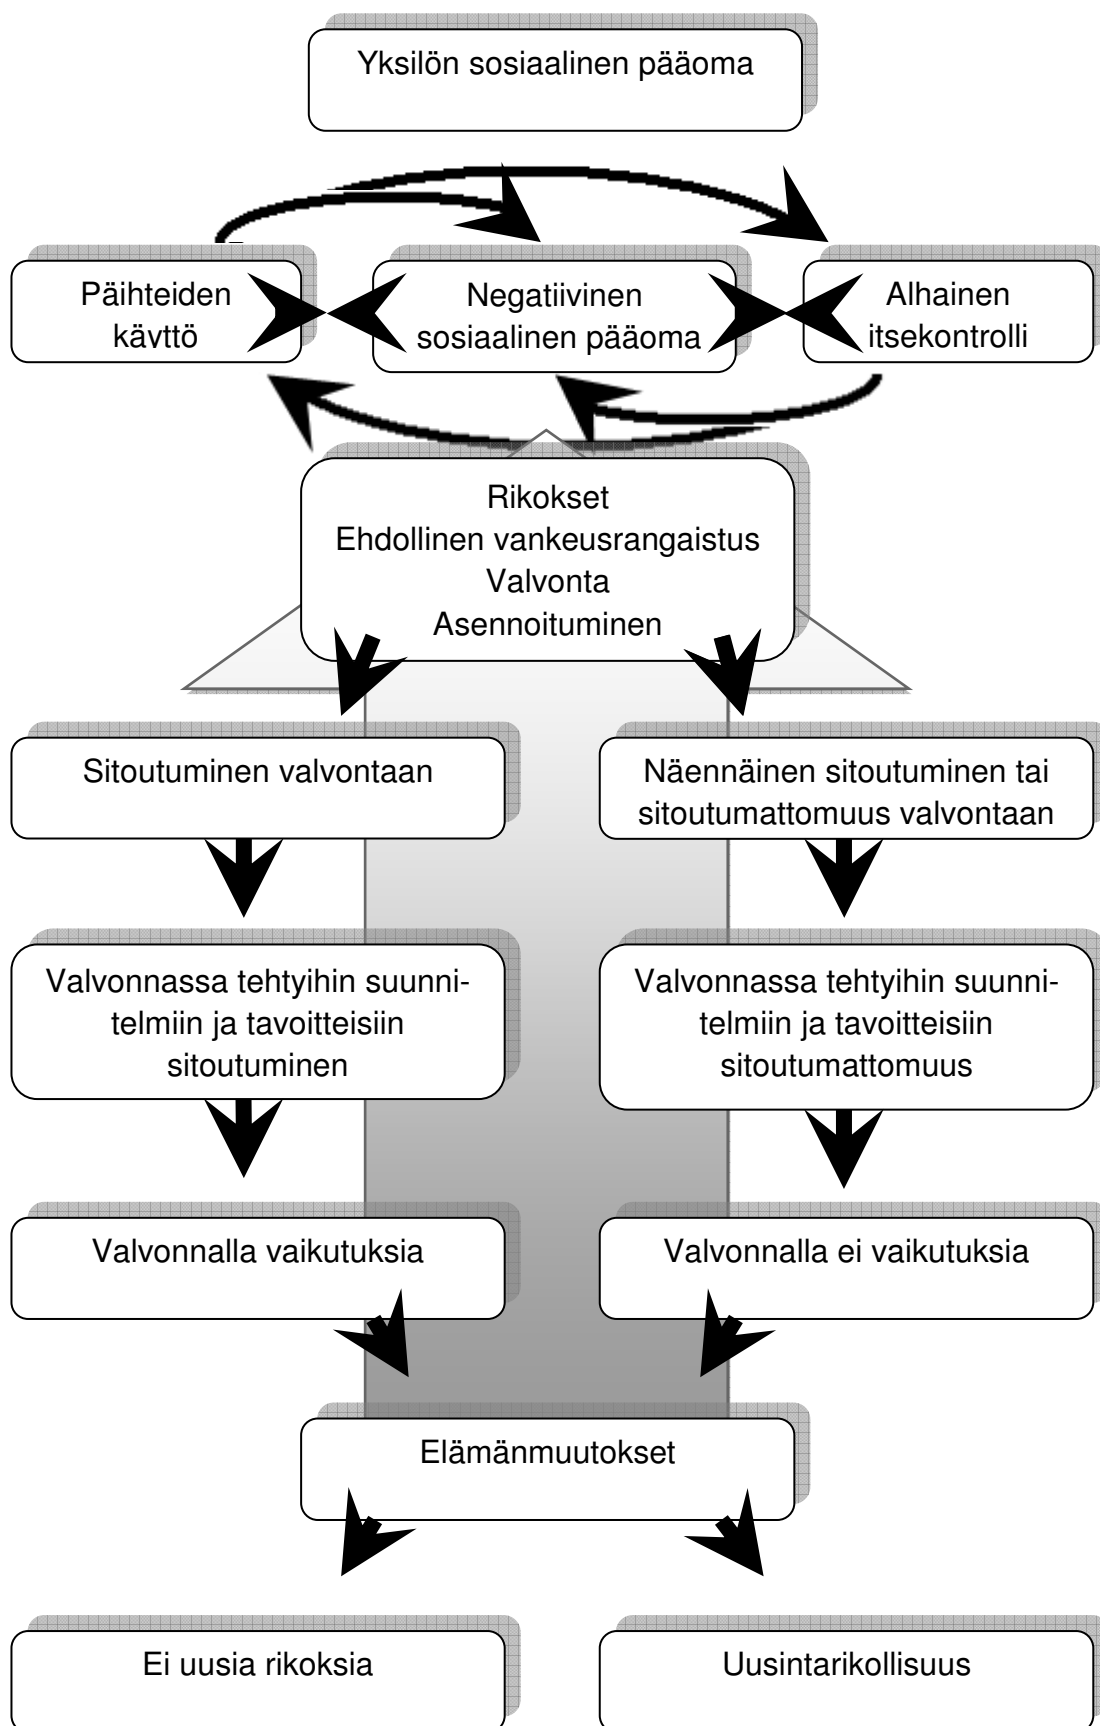 Yksilön sosiaalinen pääoma
Päihteiden
kävttö
Negatiivinen
sosiaalinen pääoma
Alhainen
itsekontrolli
Rikokset
Ehdollinen vankeusrangaistus
Valvonta
Asennoituminen
Sitoutuminen valvontaan
Näennäinen sitoutuminen tai
sitoutumattomuus valvontaan
Valvonnassa tehtyihin suunni-
telmiin ja tavoitteisiin
sitoutuminen
Valvonnassa tehtyihin suunni-
telmiin ja tavoitteisiin
sitoutumattomuus
Valvonnalla vaikutuksia
Valvonnalla ei vaikutuksia
Elämänmuutokset
Ei uusia rikoksia
Uusintarikollisuus